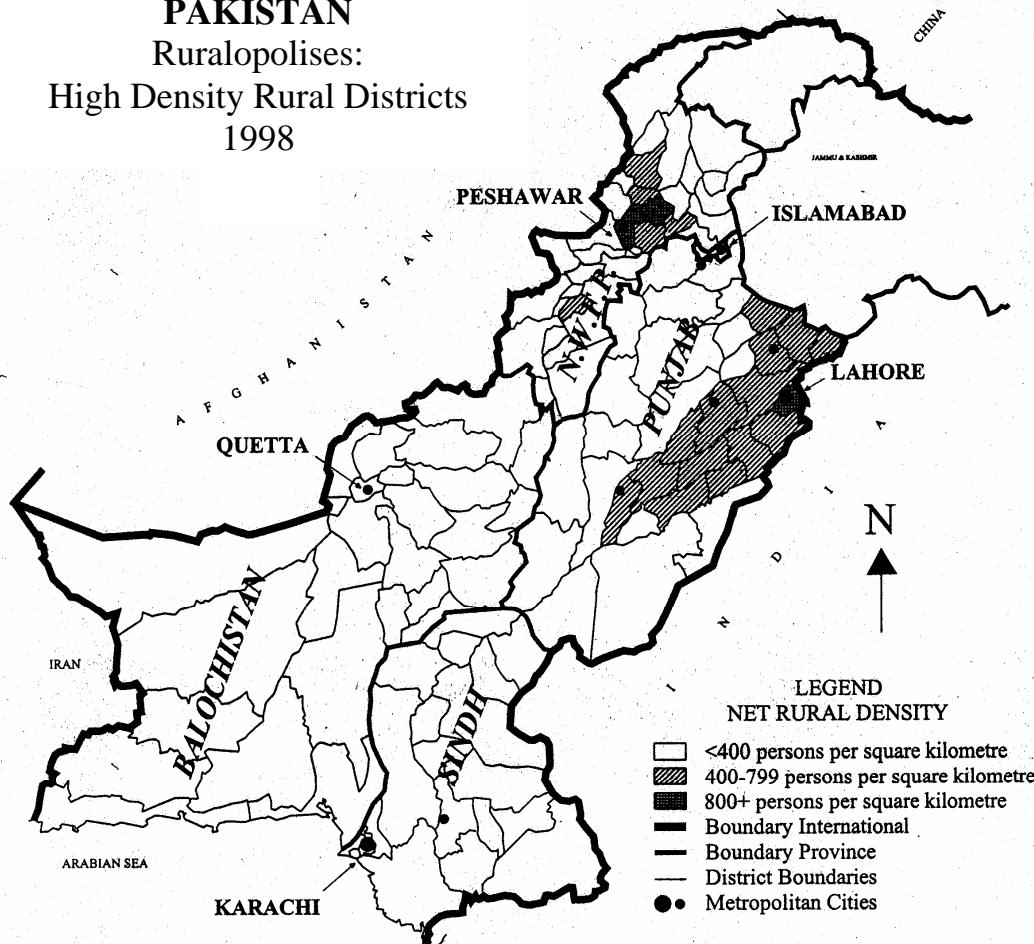 PAKISTAN
Ruralopolises:
High Density Rural Districts
1998
CHINA
JAMMU & KASHMIR
PESHAWAR
ISLAMABAD
AFGHANISTAN
N.W.F.P.
PUNJAB
LAHORE
QUETTA
INDIA
N
BALOCHISTAN
IRAN
SINDH
ARABIAN SEA
KARACHI
LEGEND
NET RURAL DENSITY
<400 persons per square kilometre
400-799 persons per square kilometre
800+ persons per square kilometre
Boundary International
Boundary Province
District Boundaries
Metropolitan Cities